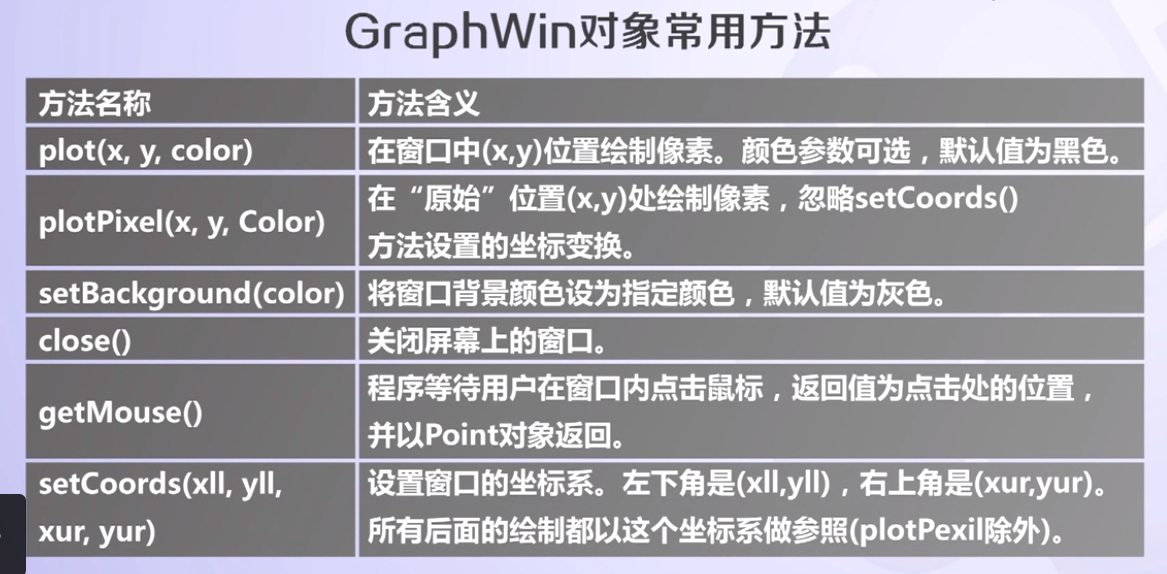 GraphWin对象常用方法
方法名称
方法含义
plot(x, y, color)
在窗口中(x,y)位置绘制像素。颜色参数可选，默认值为黑色。
plotPixel(x, y, Color)
在“原始”位置(x,y)处绘制像素，忽略setCoords()
方法设置的坐标变换。
setBackground(color)
将窗口背景颜色设为指定颜色，默认值为灰色。
close()
关闭屏幕上的窗口。
getMouse()
程序等待用户在窗口内点击鼠标，返回值为点击处的位置，
并以Point对象返回。
setCoords(xll, yll,
xur, yur)
设置窗口的坐标系。左下角是(xll,yll)，右上角是(xur,yur)。
所有后面的绘制都以这个坐标系做参照(plotPexil除外)。